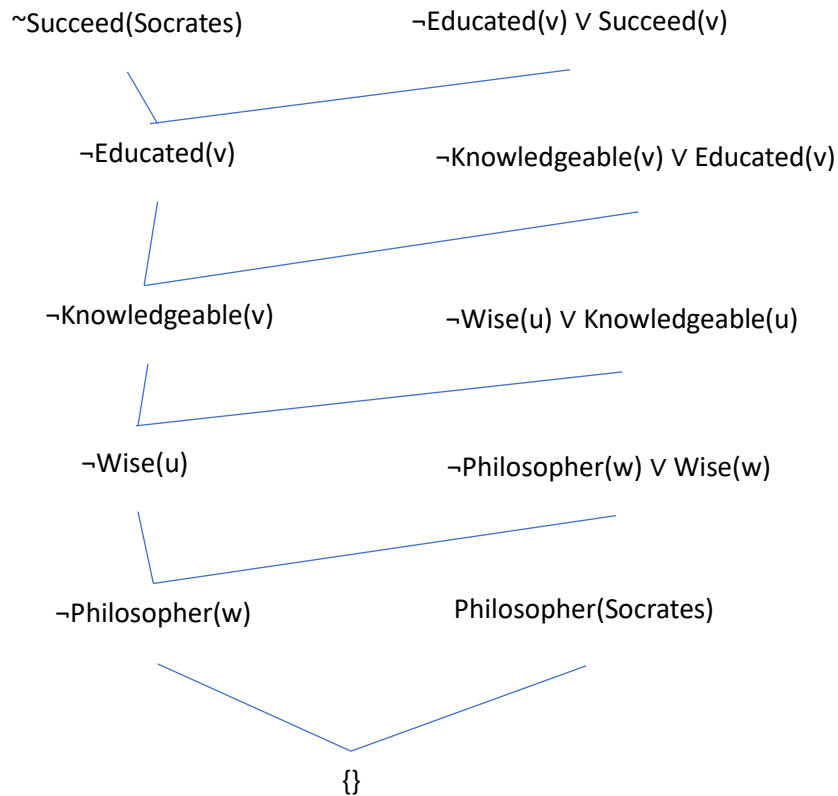 ~Succeed(Socrates) ¬Educated(v) ∨ Succeed(v)
¬Educated(v) ¬Knowledgeable(v) ∨ Educated(v)
¬Knowledgeable(v) ¬Wise(u) ∨ Knowledgeable(u)
¬Wise(u) ¬Philosopher(w) ∨ Wise(w)
¬Philosopher(w) Philosopher(Socrates)
{}